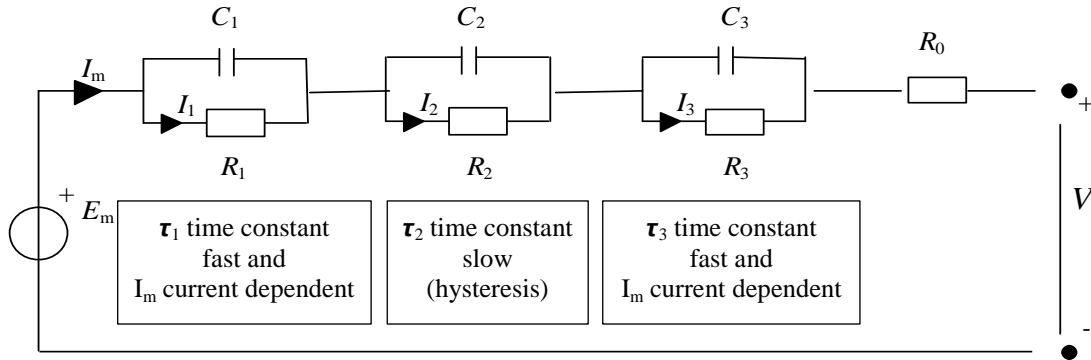 C1 C2 C3
R0
Im
I1 I2 I3
R1 R2 R3
+
-
V
+ Em
τ1 time constant
fast and
Im current dependent
τ2 time constant
slow
(hysteresis)
τ3 time constant
fast and
Im current dependent